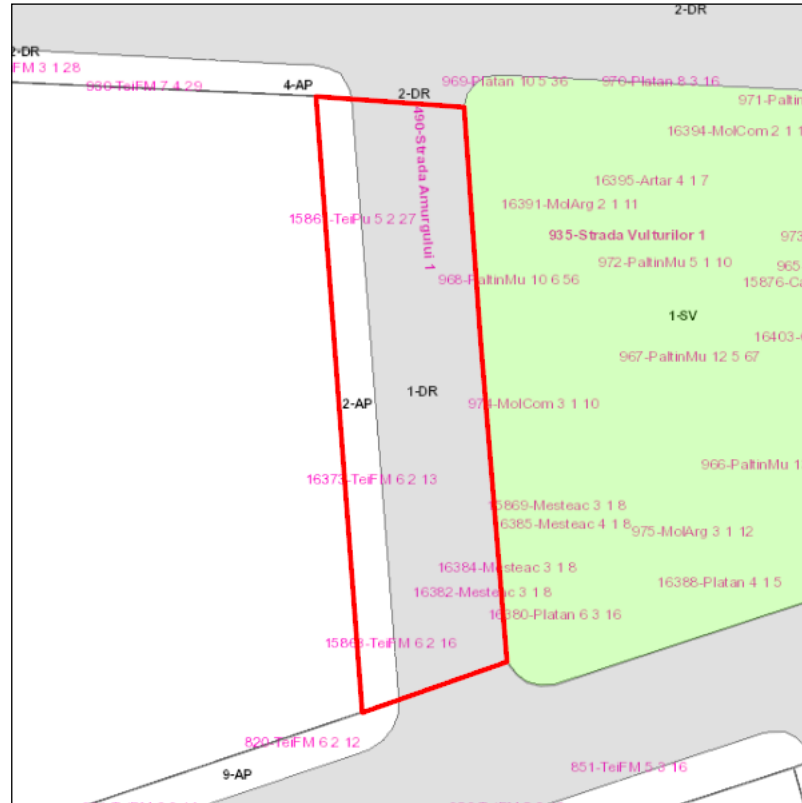 2-DR
2-DR
FM 3 1 28
980-TeiFM 7 4 29
4-AP
2-DR
969-Platan 10 5 36
970-Platan 8 3 16
971-Paltin
16394-MolCom 2 1 1
490-Strada Amurgului 1
16395-Artar 4 1 7
16391-MolArg 2 1 11
TeiPu 5 2 27
935-Strada Vulturilor 1
973
972-PaltinMu 5 1 10
965
968-PaltinMu 10 6 56
15876-Ca
1-SV
16403-
967-PaltinMu 12 5 67
1-DR
2-AP
974-MolCom 3 1 10
966-PaltinMu 1
16373-TeiFM 6 2 13
15869-Mesteac 3 1 8
16385-Mesteac 4 1 8
975-MolArg 3 1 12
16384-Mesteac 3 1 8
16388-Platan 4 1 5
16382-Mesteac 3 1 8
16380-Platan 6 3 16
TeiFM 6 2 16
820-TeiFM 6 2 12
9-AP
851-TeiFM 5 3 16